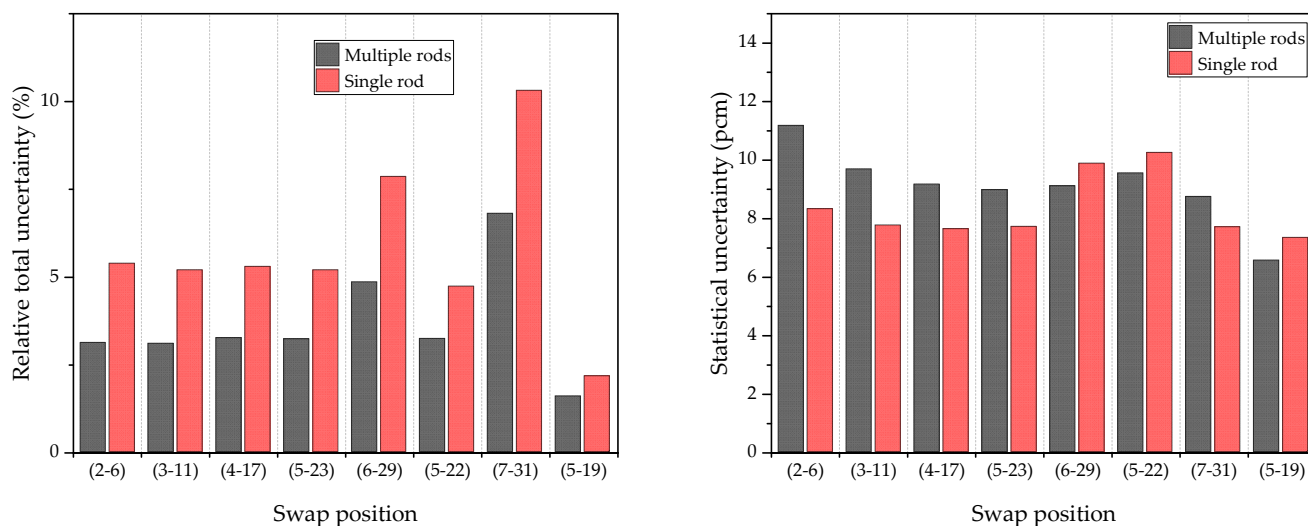 Relative total uncertainty (%)
10
5
0
Multiple rods
Single rod
(2-6) (3-11) (4-17) (5-23) (6-29) (5-22) (7-31) (5-19)
Swap position
Statistical uncertainty (pcm)
14
12
10
8
6
4
2
0
Multiple rods
Single rod
(2-6) (3-11) (4-17) (5-23) (6-29) (5-22) (7-31) (5-19)
Swap position